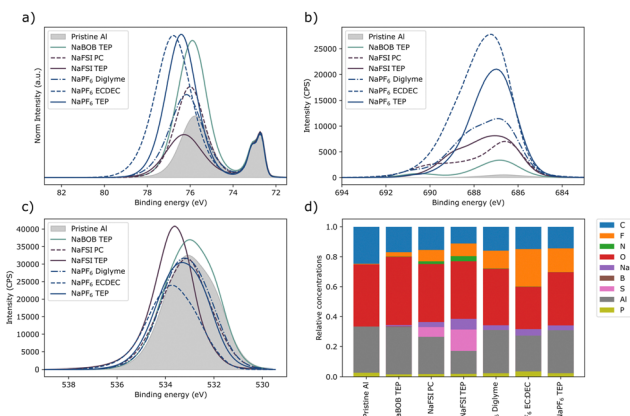 a)
Pristine Al
NaBOB TEP
NaFSI PC
NaFSI TEP
NaPF6 Diglyme
NaPF6 ECDEC
NaPF6 TEP
Norm Intensity (a.u.)
82 80 78 76 74 72
Binding energy (eV)
b)
Pristine Al
NaBOB TEP
NaFSI PC
NaFSI TEP
NaPF6 Diglyme
NaPF6 ECDEC
NaPF6 TEP
Intensity (CPS)
25000
20000
15000
10000
5000
0
694 692 690 688 686 684
Binding energy (eV)
c)
Pristine Al
NaBOB TEP
NaFSI PC
NaFSI TEP
NaPF6 Diglyme
NaPF6 ECDEC
NaPF6 TEP
Intensity (CPS)
40000
35000
30000
25000
20000
15000
10000
5000
0
538 536 534 532 530
Binding energy (eV)
d)
Relative concentrations
1.0
0.8
0.6
0.4
0.2
0.0
Pristine Al
NaBOB TEP
NaFSI PC
NaFSI TEP
6 Diglyme
6 EC:DEC
NaPF6 TEP
C
F
N
O
Na
B
S
Al
P